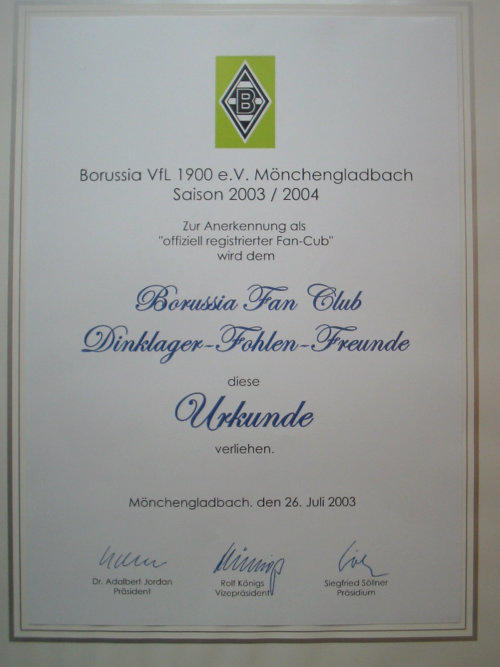 B
Borussia VfL 1900 e.V. Mönchengladbach
Saison 2003 / 2004
Zur Anerkennung als
"offiziell registrierter Fan-Cub"
wird dem
Borussia Fan Club
Dinklager-Fohlen-Freunde
diese
Urkunde
verliehen.
Mönchengladbach, den 26. Juli 2003
Dr. Adalbert Jordan
Präsident
Rolf Königs
Vizepräsident
Siegfried Söllner
Präsidium